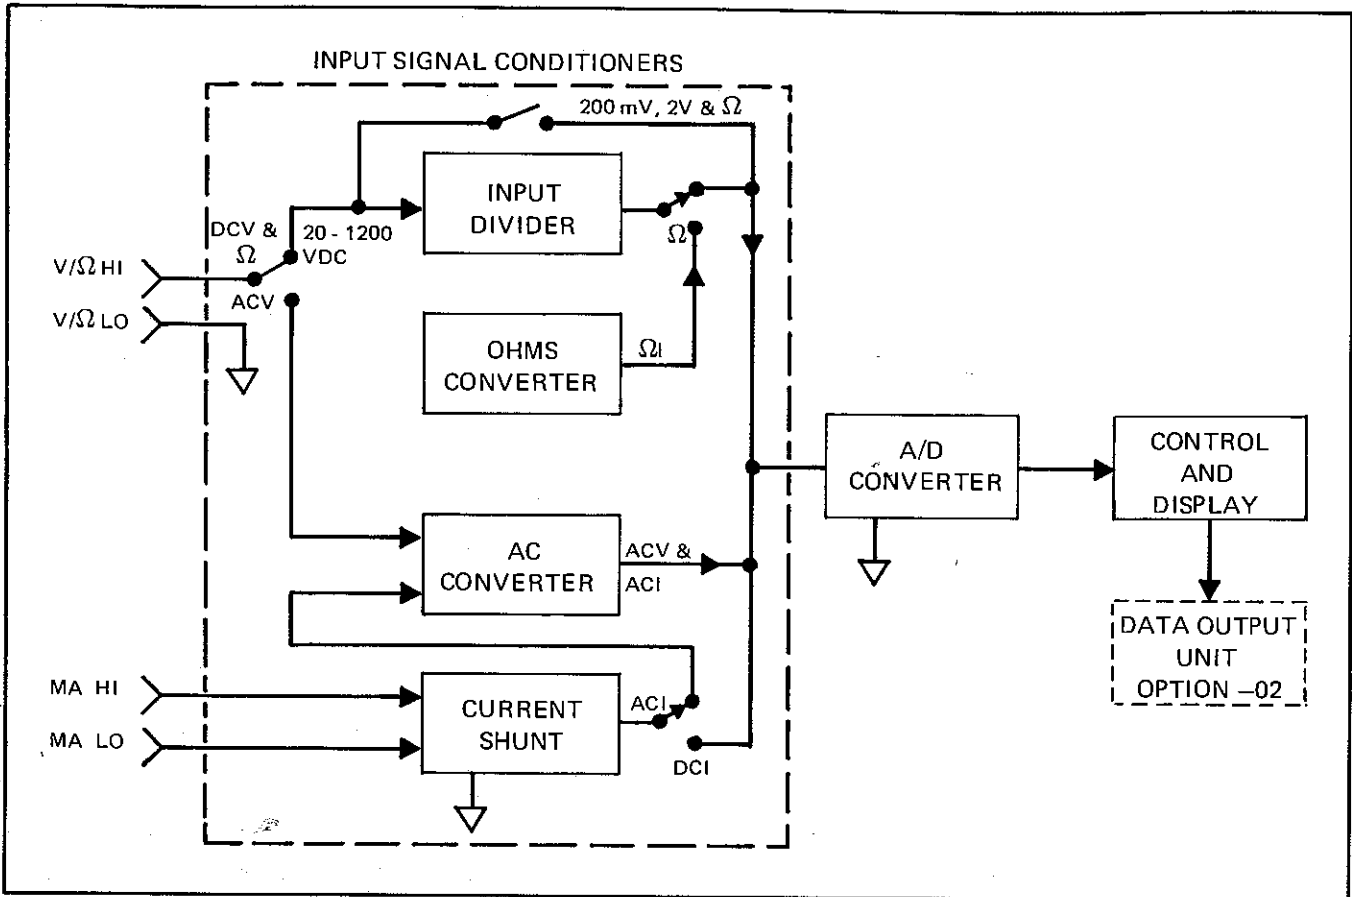 INPUT SIGNAL CONDITIONERS
200 mV, 2V & Ω
INPUT
DIVIDER
DCV &
Ω
20 - 1200
VDC
Ω
V/Ω HI
ACV
V/Ω LO
OHMS
CONVERTER
ΩI
A/D
CONVERTER
CONTROL
AND
DISPLAY
AC
CONVERTER
ACV &
ACI
DATA OUTPUT
UNIT
OPTION –02
MA HI
MA LO
CURRENT
SHUNT
ACI
DCI